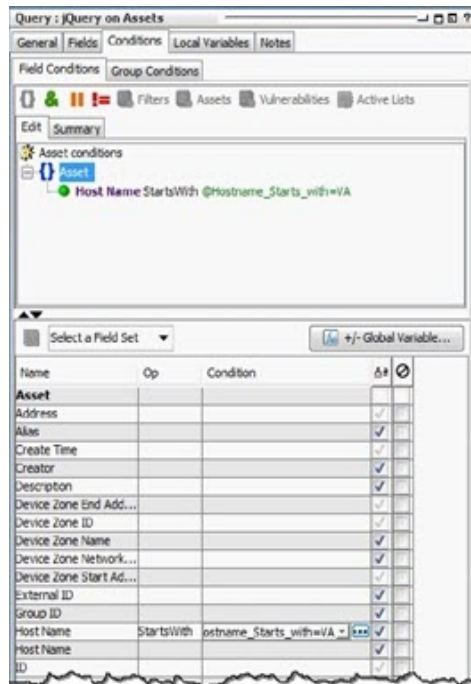 Query : jQuery on Assets
General Fields Conditions Local Variables Notes
Field Conditions Group Conditions
{} & || != Filters Assets Vulnerabilities Active Lists
Edit Summary
Asset conditions
{} Asset
Host Name StartsWith @Hostname_Starts_with=VA
Select a Field Set +/- Global Variable...
Name Op Condition
Asset
Address
Alias
Create Time
Creator
Description
Device Zone End Add...
Device Zone ID
Device Zone Name
Device Zone Network...
Device Zone Start Ad...
External ID
Group ID
Host Name StartsWith ostname_Starts_with=VA
Host Name
ID